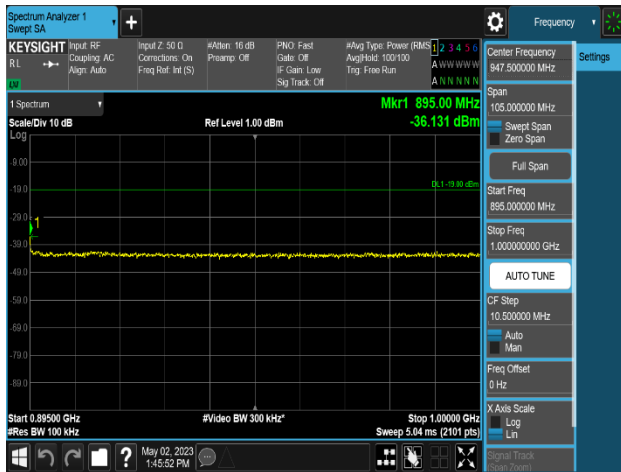 Spectrum Analyzer 1
Swept SA
Frequency
KEYSIGHT
Input: RF
Input Z: 50 Ω
#Atten: 16 dB
PNO: Fast
#Avg Type: Power (RMS
1 2 3 4 5 6
RL
Coupling: AC
Corrections: On
Preamp: Off
Gate: Off
Avg|Hold: 100/100
A W W W W W
Align: Auto
Freq Ref: Int (S)
IF Gain: Low
Trig: Free Run
Sig Track: Off
A N N N N N
Center Frequency
947.500000 MHz
Settings
Span
105.000000 MHz
Swept Span
Zero Span
Full Span
Start Freq
895.000000 MHz
Stop Freq
1.000000000 GHz
AUTO TUNE
CF Step
10.500000 MHz
Auto
Man
Freq Offset
0 Hz
X Axis Scale
Log
Lin
Signal Track
(Span Zoom)
1 Spectrum
Mkr1 895.00 MHz
Scale/Div 10 dB
Ref Level 1.00 dBm
-36.131 dBm
Log
-9.00
DL1 -19.00 dBm
-19.0
-29.0
1
-39.0
-49.0
-59.0
-69.0
-79.0
-89.0
Start 0.89500 GHz
#Video BW 300 kHz*
Stop 1.00000 GHz
#Res BW 100 kHz
Sweep 5.04 ms (2101 pts)
?
May 02, 2023
1:45:52 PM